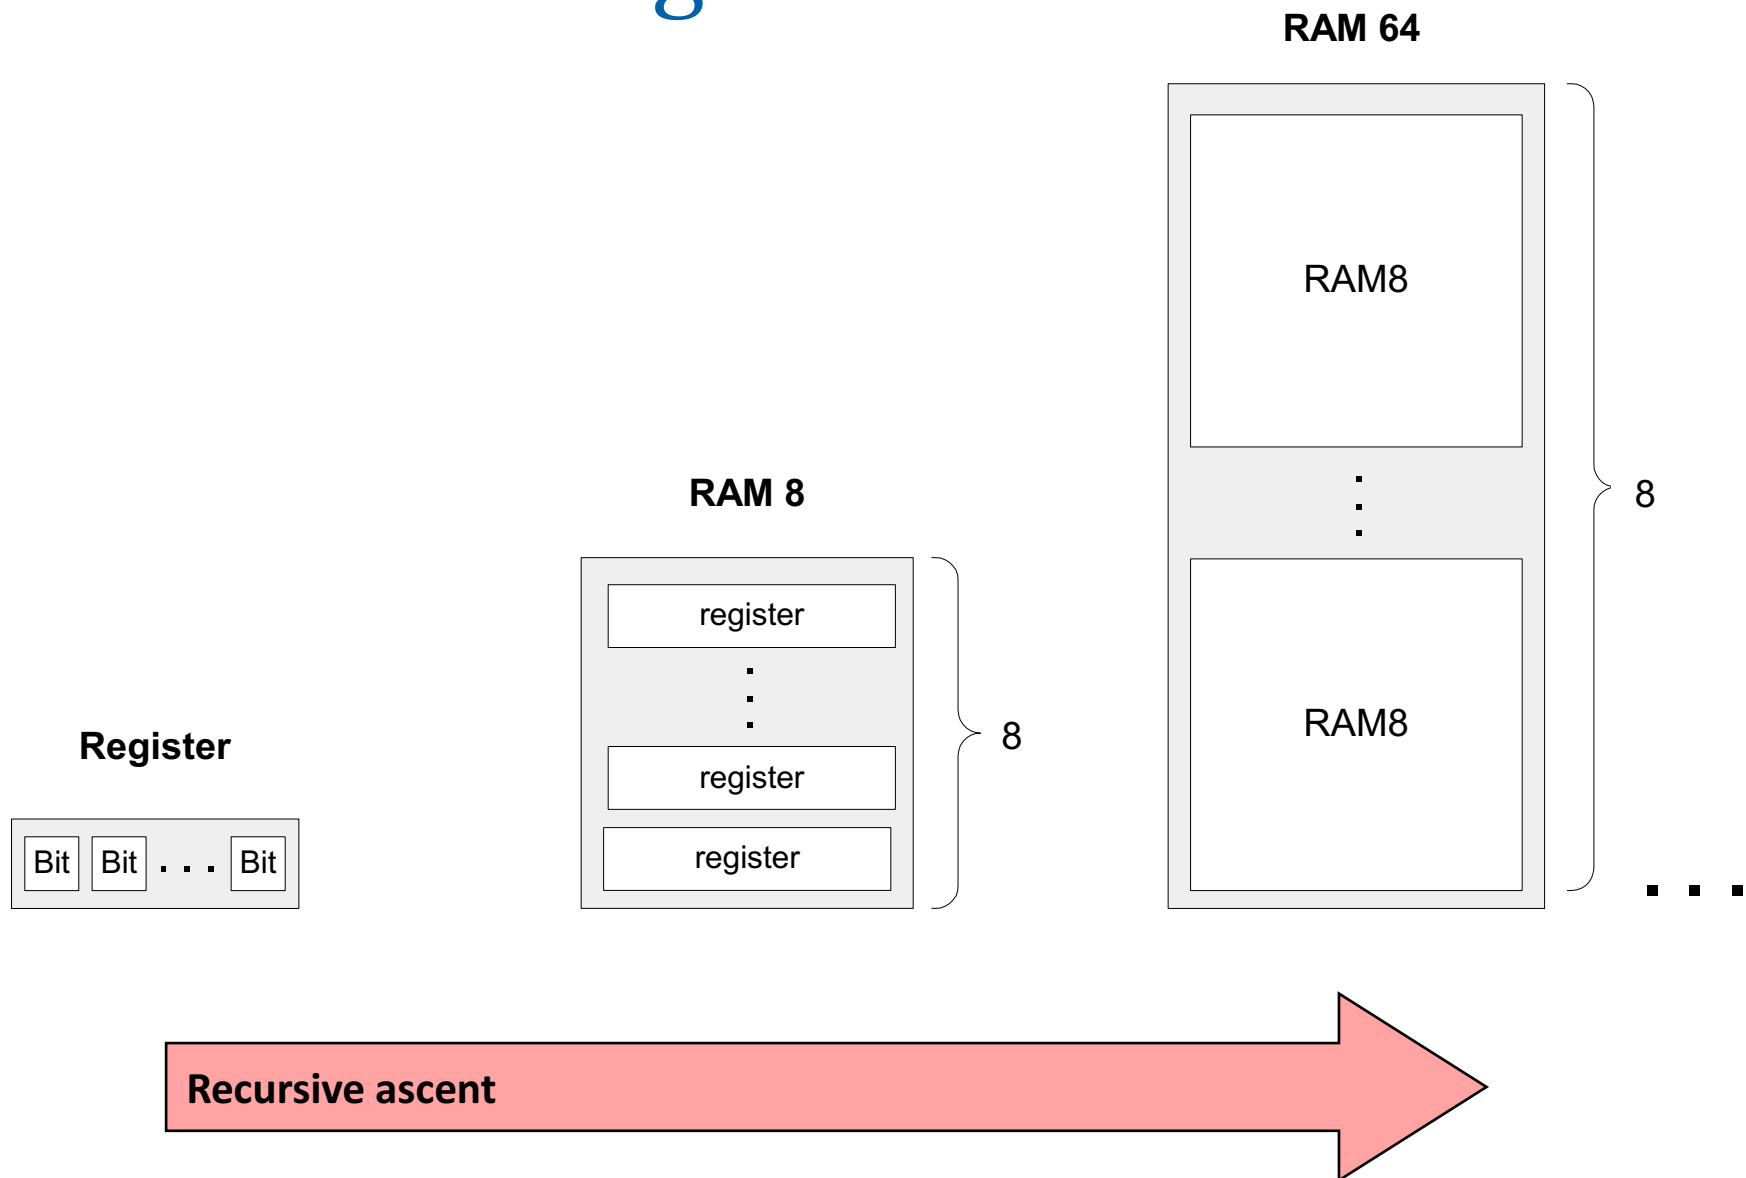 g
RAM 64
RAM8
8
RAM8
RAM 8
register
register
register
8
Register
Bit Bit . . . Bit
Recursive ascent